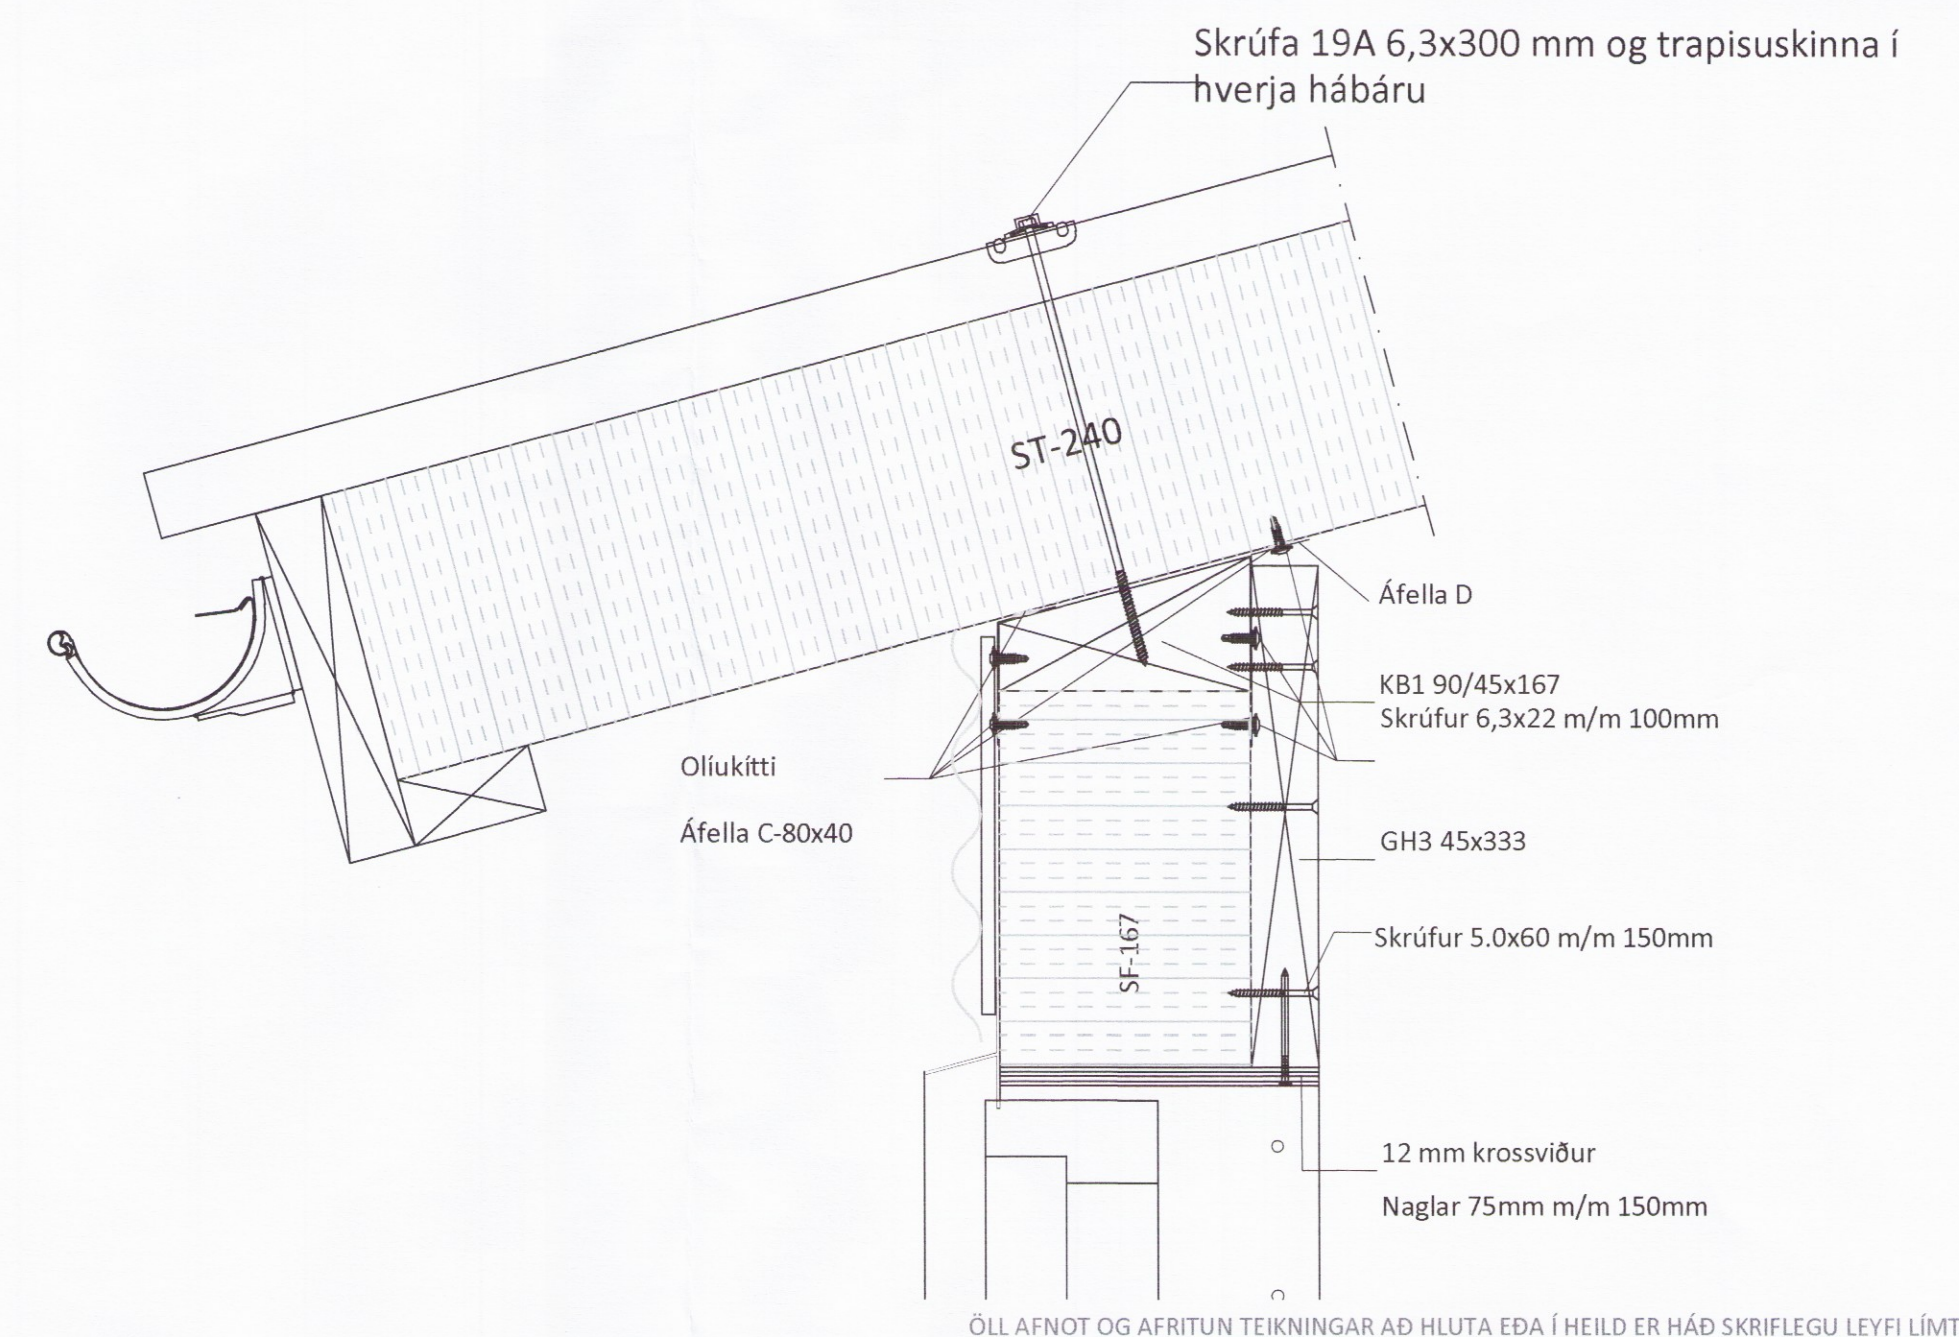 Skrúfa 19A 6,3x300 mm og trapisuskinna í
hverja hábáru
ST-240
Áfella D
KB1 90/45x167
Skrúfur 6,3x22 m/m 100mm
Olíukítti
Áfella C-80x40
GH3 45x333
SF-167
Skrúfur 5.0x60 m/m 150mm
12 mm krossviður
Naglar 75mm m/m 150mm
ÖLL AFNOT OG AFRITUN TEIKNINGAR AÐ HLUTA EÐA Í HEILD ER HÁÐ SKRIFLEGU LEYFI